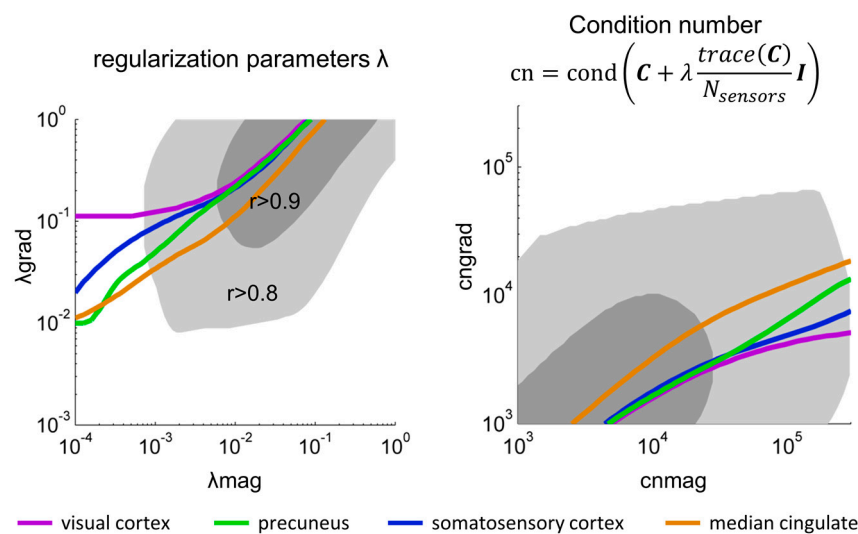 regularization parameters λ
Condition number
cn = cond(𝑪 + λ trace(𝑪)/N_sensors 𝑰)
10^0
10^-1
10^-2
10^-3
λgrad
r>0.9
r>0.8
10^-4
10^-3
10^-2
10^-1
10^0
λmag
10^5
10^4
10^3
cngrad
10^3
10^4
10^5
cnmag
visual cortex
precuneus
somatosensory cortex
median cingulate